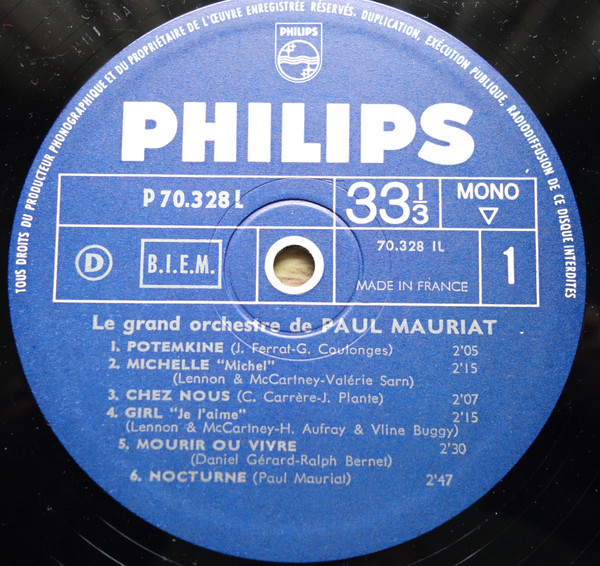 TOUS DROITS DU PRODUCTEUR PHONOGRAPHIQUE ET DU PROPRIÉTAIRE DE L'ŒUVRE ENREGISTRÉE RÉSERVÉS. DUPLICATION, EXÉCUTION PUBLIQUE, RADIODIFFUSION DE CE DISQUE INTERDITES
PHILIPS
PHILIPS
P 70.328 L
33 1/3
MONO
70.328 1L
D
B.I.E.M.
MADE IN FRANCE
1
Le grand orchestre de PAUL MAURIAT
1. POTEMKINE (J. Ferrat-G. Coulonges) 2'05
2. MICHELLE "Michel" 2'15
(Lennon & McCartney-Valérie Sarn)
3. CHEZ NOUS (C. Carrère-J. Plante) 2'07
4. GIRL "Je l'aime" 2'15
(Lennon & McCartney-H. Aufray & Vline Buggy)
5. MOURIR OU VIVRE 2'30
(Daniel Gérard-Ralph Bernet)
6. NOCTURNE (Paul Mauriat) 2'47